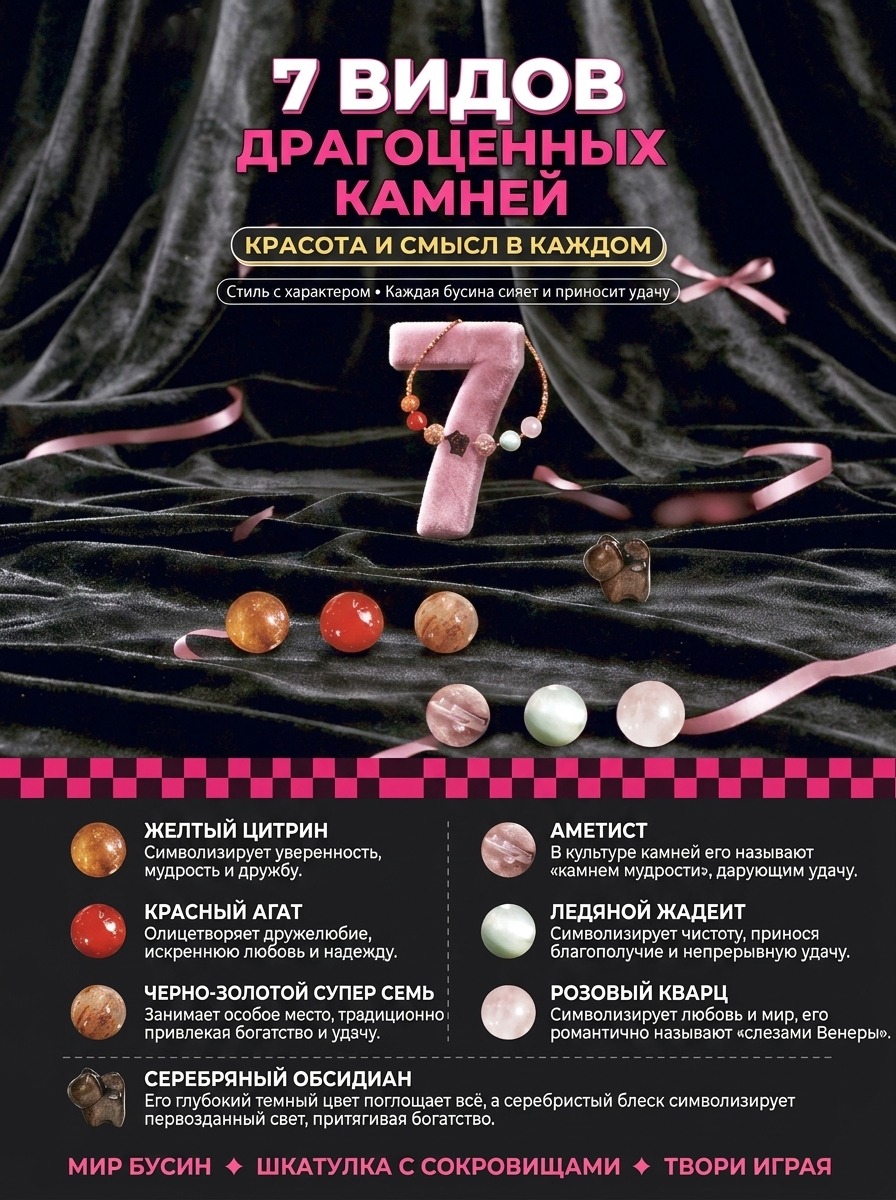 7 ВИДОВ
ДРАГОЦЕННЫХ
КАМНЕЙ
КРАСОТА И СМЫСЛ В КАЖДОМ
Стиль с характером • Каждая бусина сияет и приносит удачу
7
ЖЕЛТЫЙ ЦИТРИН
Символизирует уверенность,
мудрость и дружбу.
КРАСНЫЙ АГАТ
Олицетворяет дружелюбие,
искреннюю любовь и надежду.
ЧЕРНО-ЗОЛОТОЙ СУПЕР СЕМЬ
Занимает особое место, традиционно
привлекая богатство и удачу.
АМЕТИСТ
В культуре камней его называют
«камнем мудрости», дарующим удачу.
ЛЕДЯНОЙ ЖАДЕИТ
Символизирует чистоту, принося
благополучие и непрерывную удачу.
РОЗОВЫЙ КВАРЦ
Символизирует любовь и мир, его
романтично называют «слезами Венеры».
СЕРЕБРЯНЫЙ ОБСИДИАН
Его глубокий темный цвет поглощает всё, а серебристый блеск символизирует
первозданный свет, притягивая богатство.
МИР БУСИН ✦ ШКАТУЛКА С СОКРОВИЩАМИ ✦ ТВОРИ ИГРАЯ